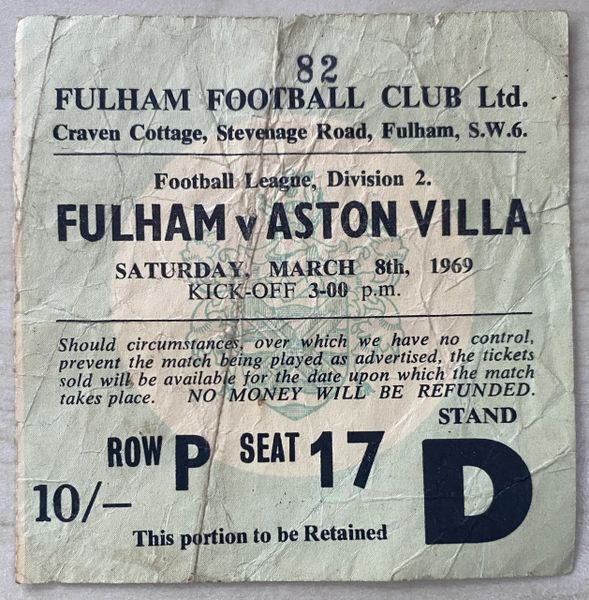 82
FULHAM FOOTBALL CLUB Ltd.
Craven Cottage, Stevenage Road, Fulham, S.W.6.
Football League, Division 2.
FULHAM v ASTON VILLA
SATURDAY, MARCH 8th, 1969
KICK-OFF 3-00 p.m.
Should circumstances, over which we have no control,
prevent the match being played as advertised, the tickets
sold will be available for the date upon which the match
takes place. NO MONEY WILL BE REFUNDED.
STAND
ROW P SEAT 17 D
10/–
This portion to be Retained